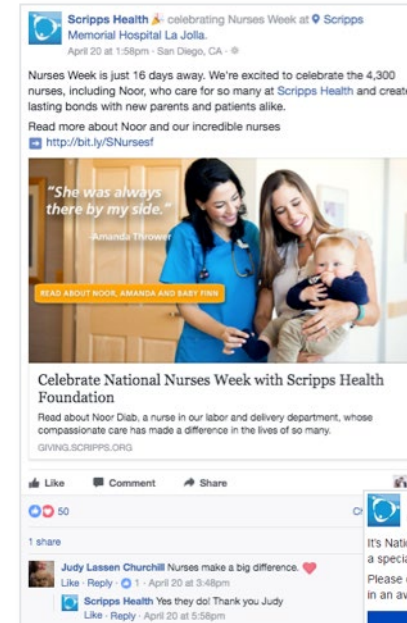 Scripps Health celebrating Nurses Week at Scripps
Memorial Hospital La Jolla.
April 20 at 1:58pm · San Diego, CA ·
Nurses Week is just 16 days away. We're excited to celebrate the 4,300
nurses, including Noor, who care for so many at Scripps Health and create
lasting bonds with new parents and patients alike.
Read more about Noor and our incredible nurses
http://bit.ly/SNursesf
"She was always
there by my side."
-Amanda Thrower
READ ABOUT NOOR, AMANDA AND BABY FINN
Celebrate National Nurses Week with Scripps Health
Foundation
Read about Noor Diab, a nurse in our labor and delivery department, whose
compassionate care has made a difference in the lives of so many.
GIVING.SCRIPPS.ORG
Like Comment Share
50
1 share
Judy Lassen Churchill Nurses make a big difference.
Like · Reply · 1 · April 20 at 3:48pm
Scripps Health Yes they do! Thank you Judy
Like · Reply · April 20 at 5:58pm
It's Nati
a specia
Please
in an av